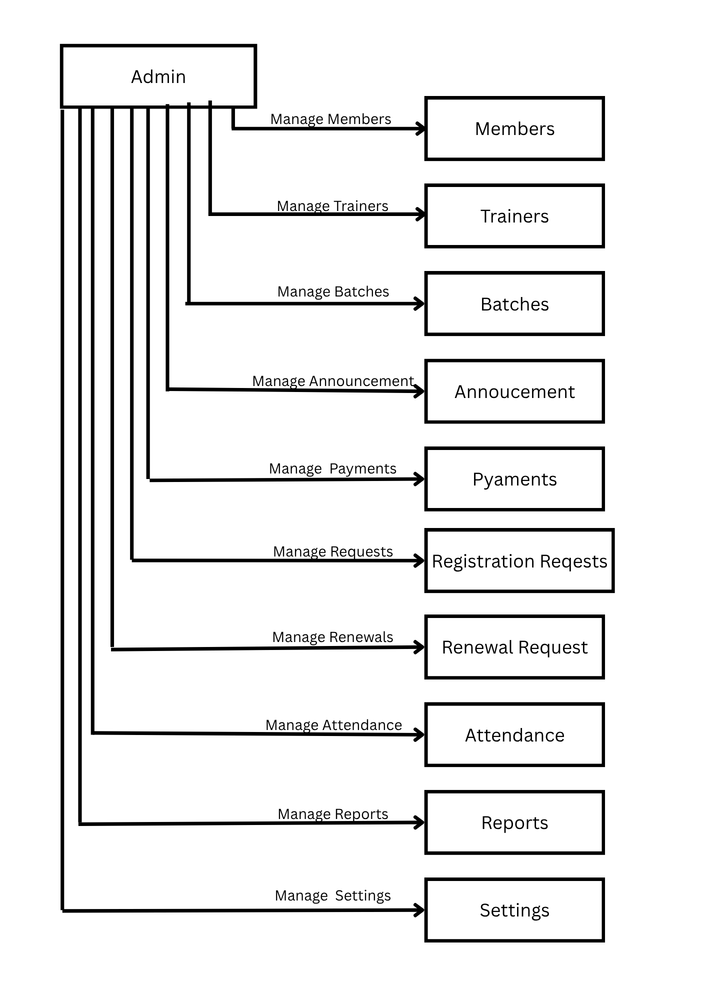 Admin
Manage Members
Members
Manage Trainers
Trainers
Manage Batches
Batches
Manage Announcement
Annoucement
Manage  Payments
Pyaments
Manage Requests
Registration Reqests
Manage Renewals
Renewal Request
Manage Attendance
Attendance
Manage Reports
Reports
Manage  Settings
Settings